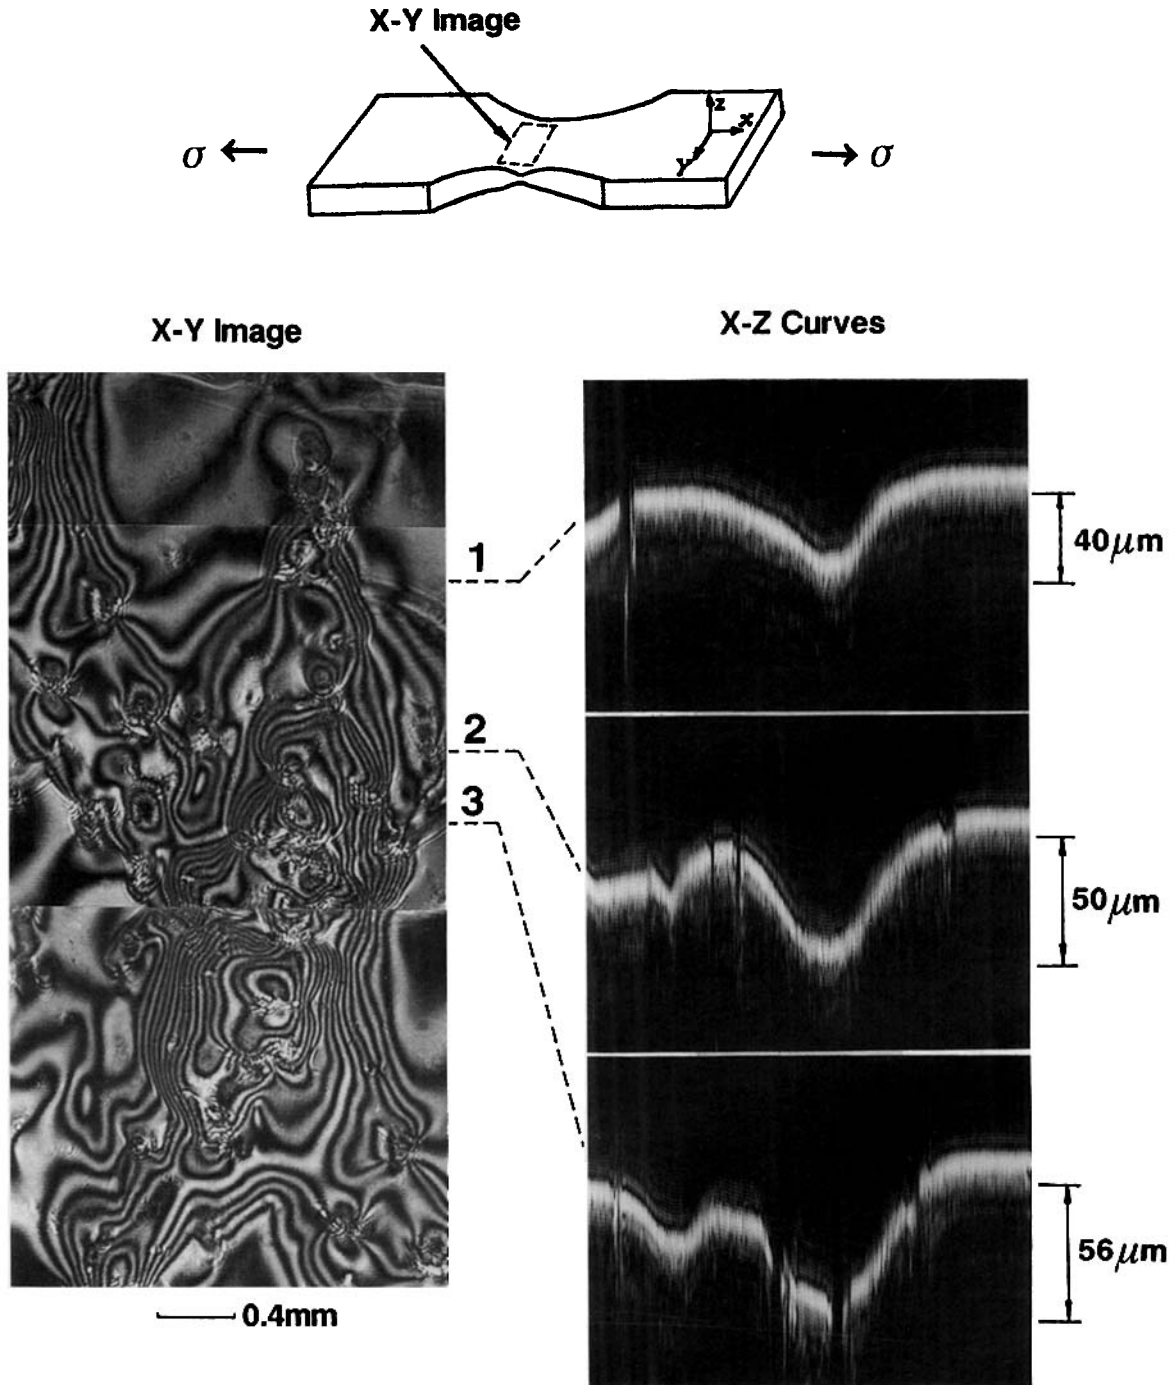 X-Y Image
σ
z
x
Y
σ
X-Y Image
X-Z Curves
1
40μm
2
3
50μm
56μm
0.4mm